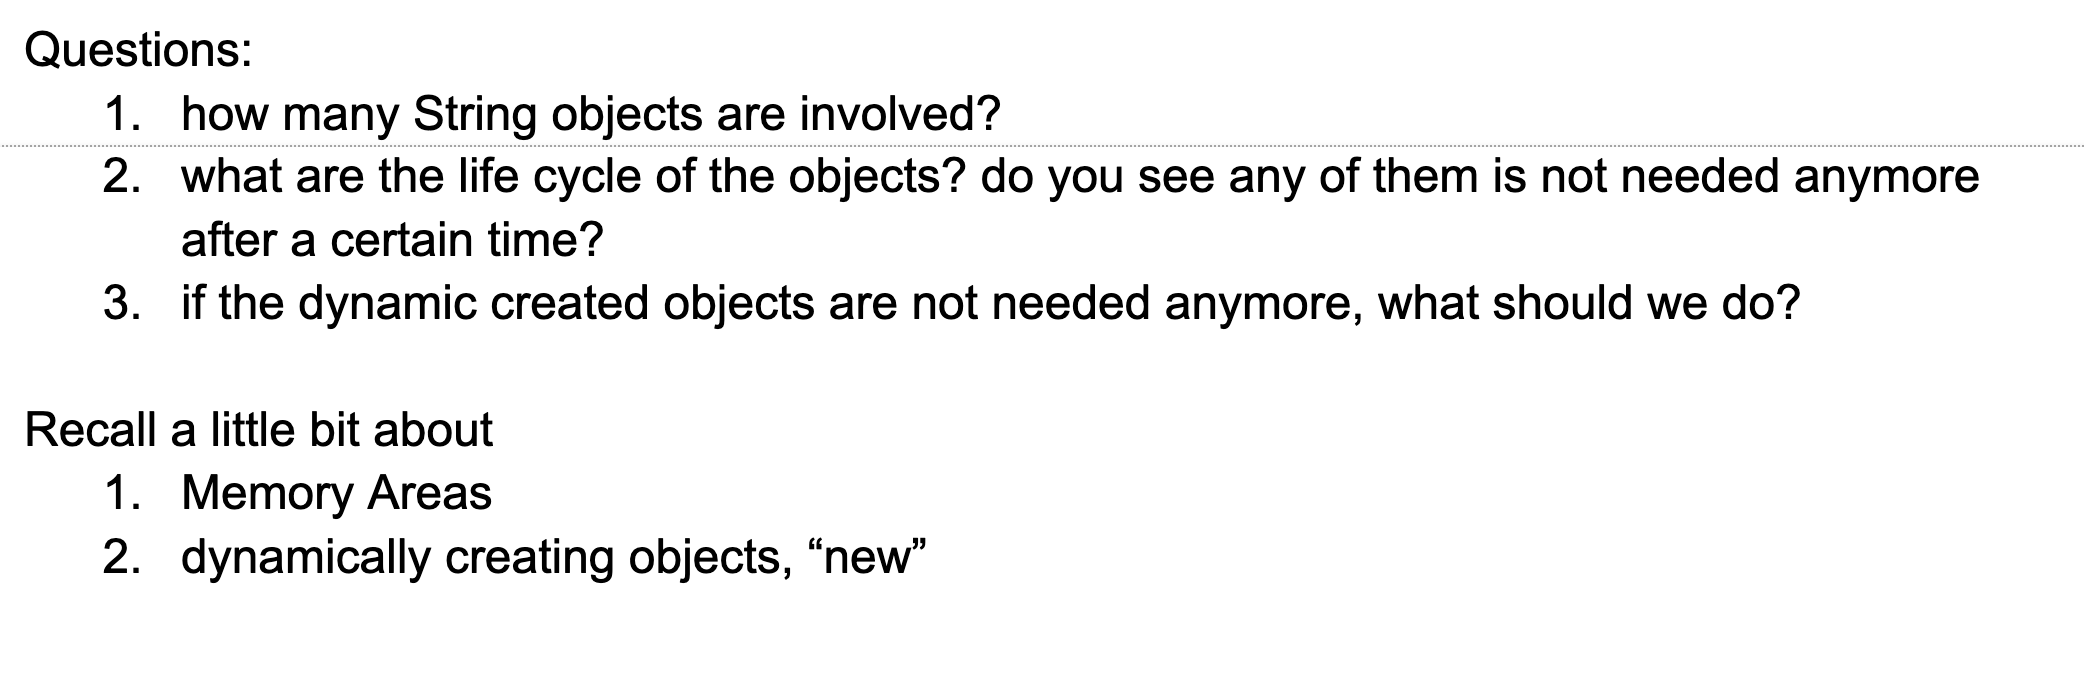 Questions:
1. how many String objects are involved?
2. what are the life cycle of the objects? do you see any of them is not needed anymore
after a certain time?
3. if the dynamic created objects are not needed anymore, what should we do?
Recall a little bit about
1. Memory Areas
2. dynamically creating objects, “new”